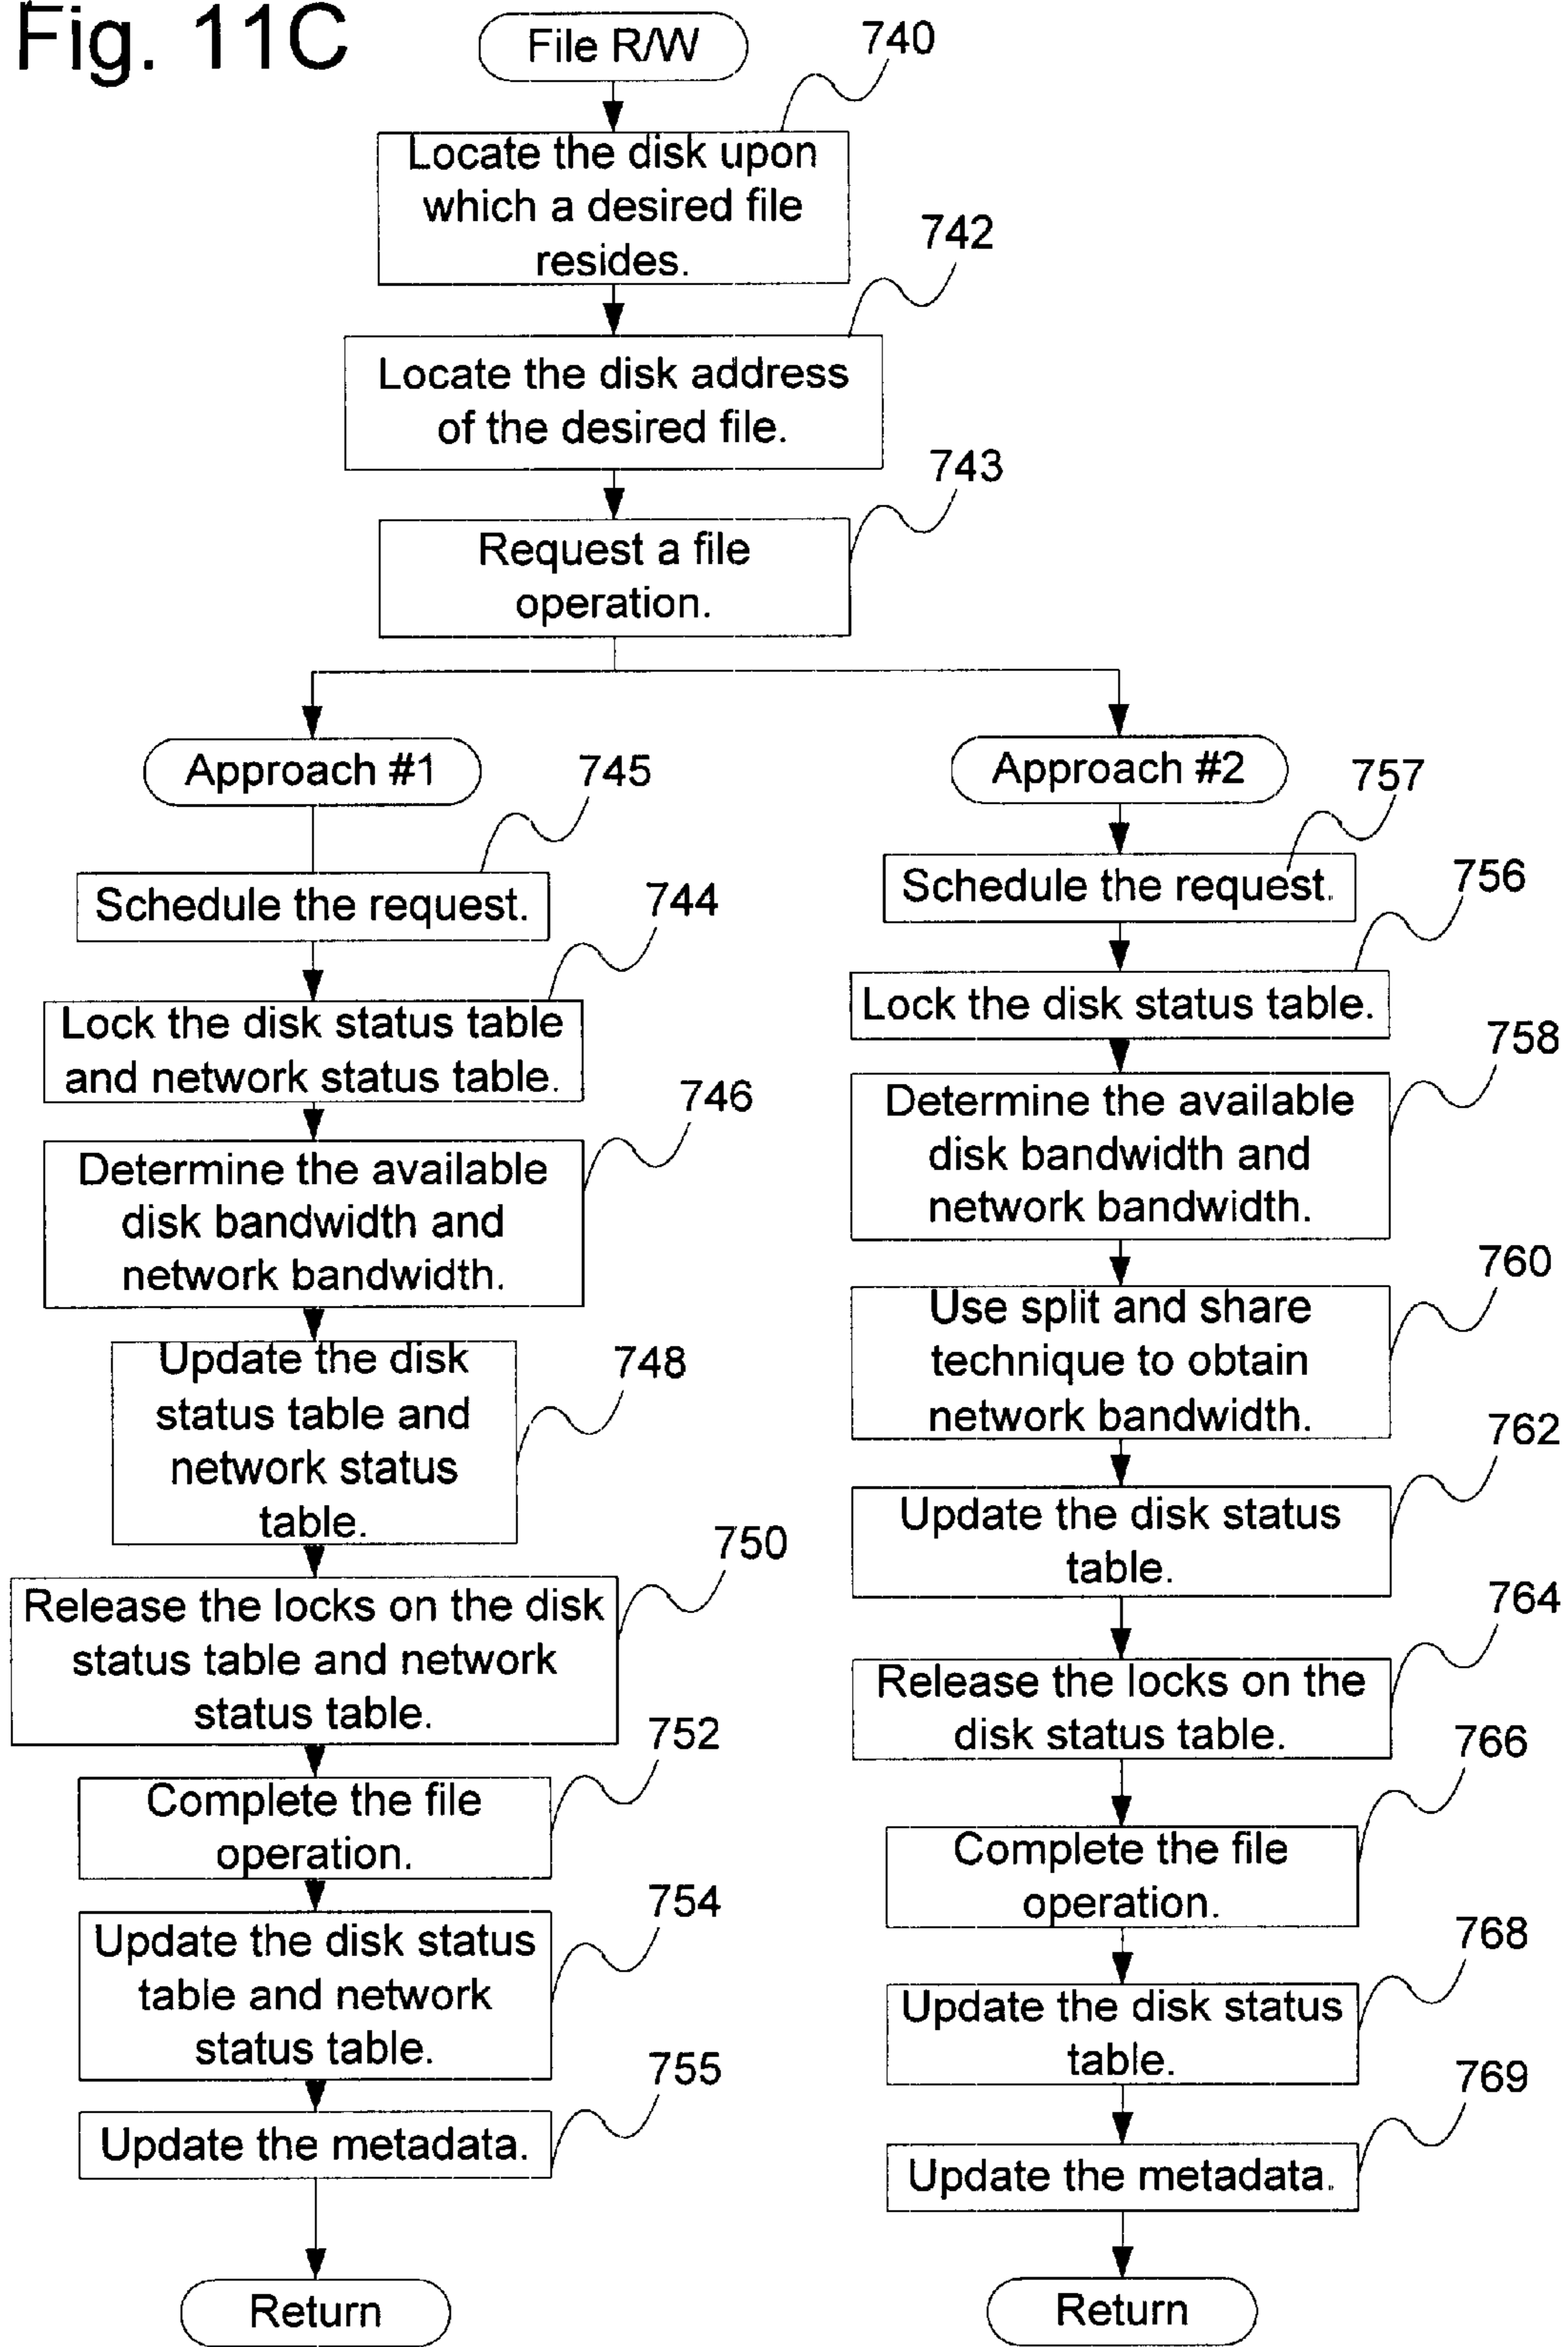 Fig. 11C
File R/W
740
Locate the disk upon
which a desired file
resides.
742
Locate the disk address
of the desired file.
743
Request a file
operation.
Approach #1
745
Schedule the request.
744
Lock the disk status table
and network status table.
746
Determine the available
disk bandwidth and
network bandwidth.
748
Update the disk
status table and
network status
table.
750
Release the locks on the disk
status table and network
status table.
752
Complete the file
operation.
754
Update the disk status
table and network
status table.
755
Update the metadata.
Return
Approach #2
757
Schedule the request.
756
Lock the disk status table.
758
Determine the available
disk bandwidth and
network bandwidth.
760
Use split and share
technique to obtain
network bandwidth.
762
Update the disk status
table.
764
Release the locks on the
disk status table.
766
Complete the file
operation.
768
Update the disk status
table.
769
Update the metadata.
Return